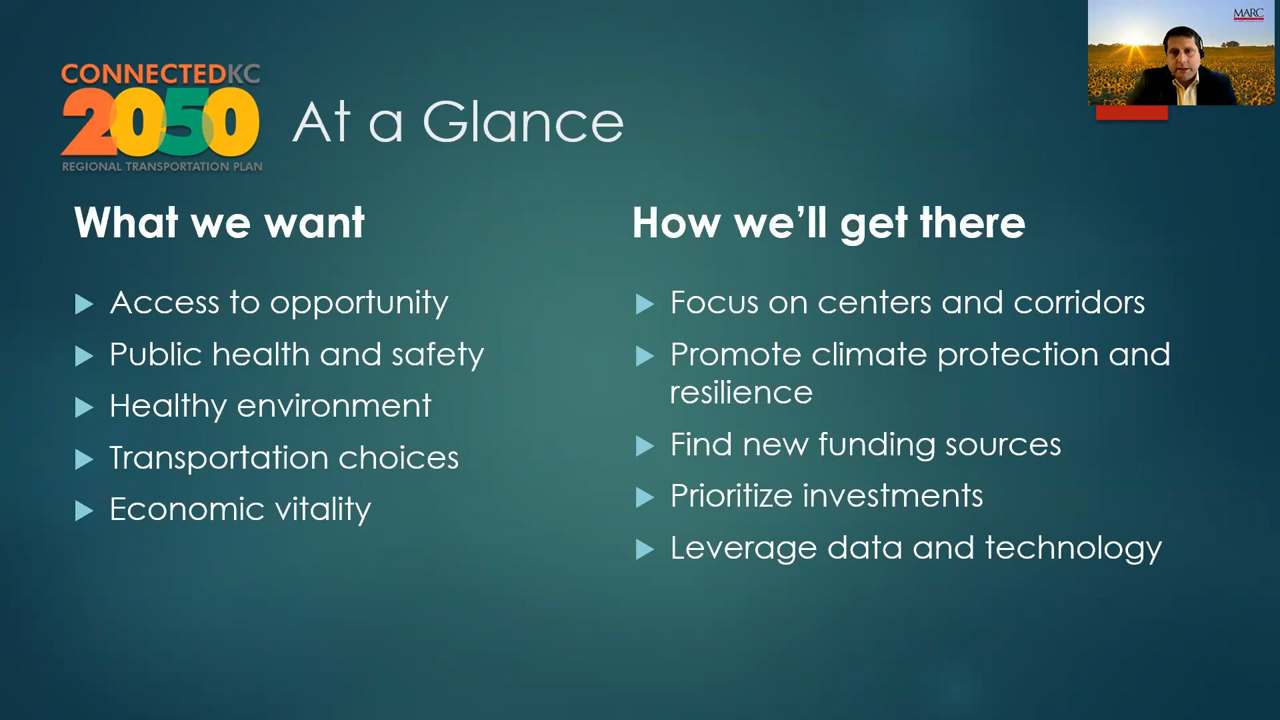 MARC
CONNECTEDKC
2050
REGIONAL TRANSPORTATION PLAN
At a Glance
What we want
Access to opportunity
Public health and safety
Healthy environment
Transportation choices
Economic vitality
How we'll get there
Focus on centers and corridors
Promote climate protection and
resilience
Find new funding sources
Prioritize investments
Leverage data and technology